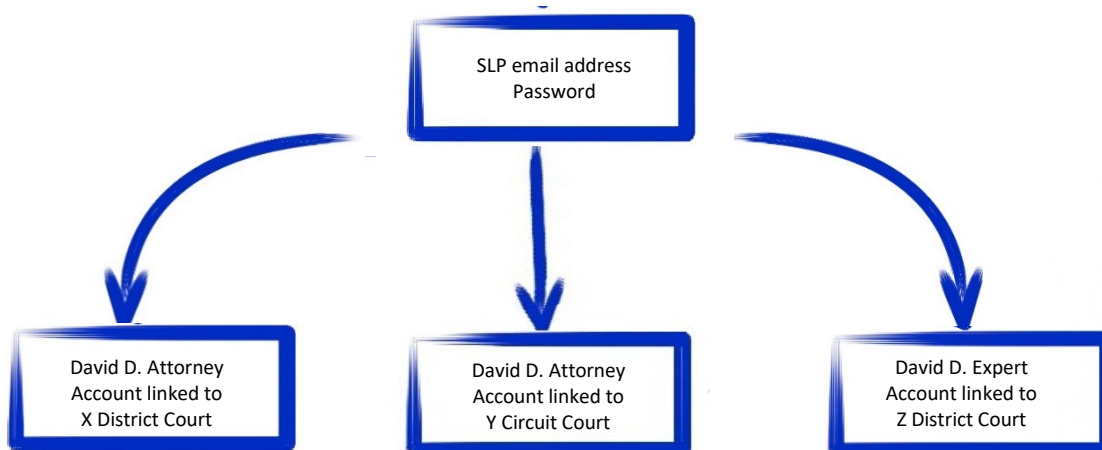 SLP email address
Password
David D. Attorney
Account linked to
X District Court
David D. Attorney
Account linked to
Y Circuit Court
David D. Expert
Account linked to
Z District Court